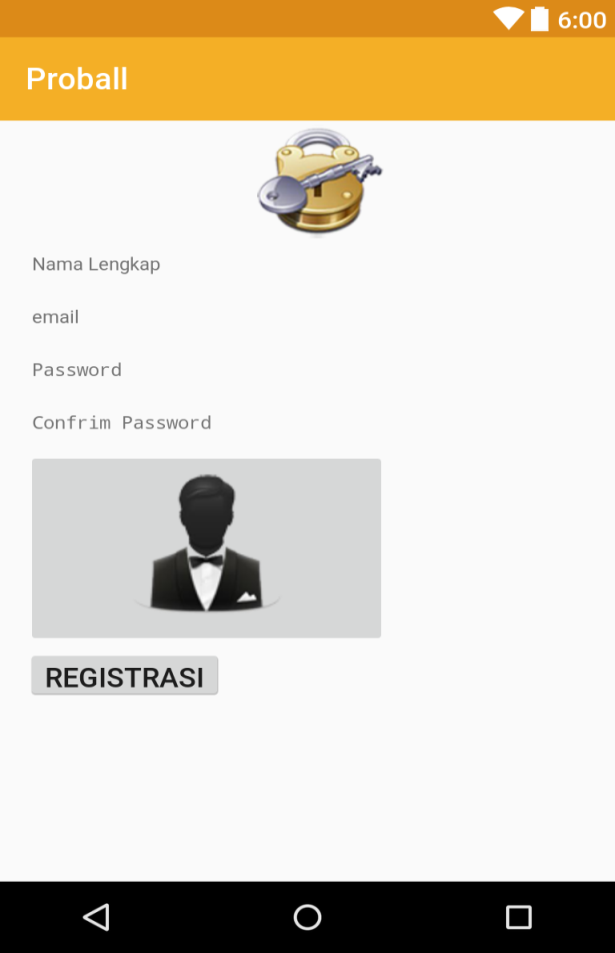 6:00
Proball
Nama Lengkap
email
Password
Confrim Password
REGISTRASI